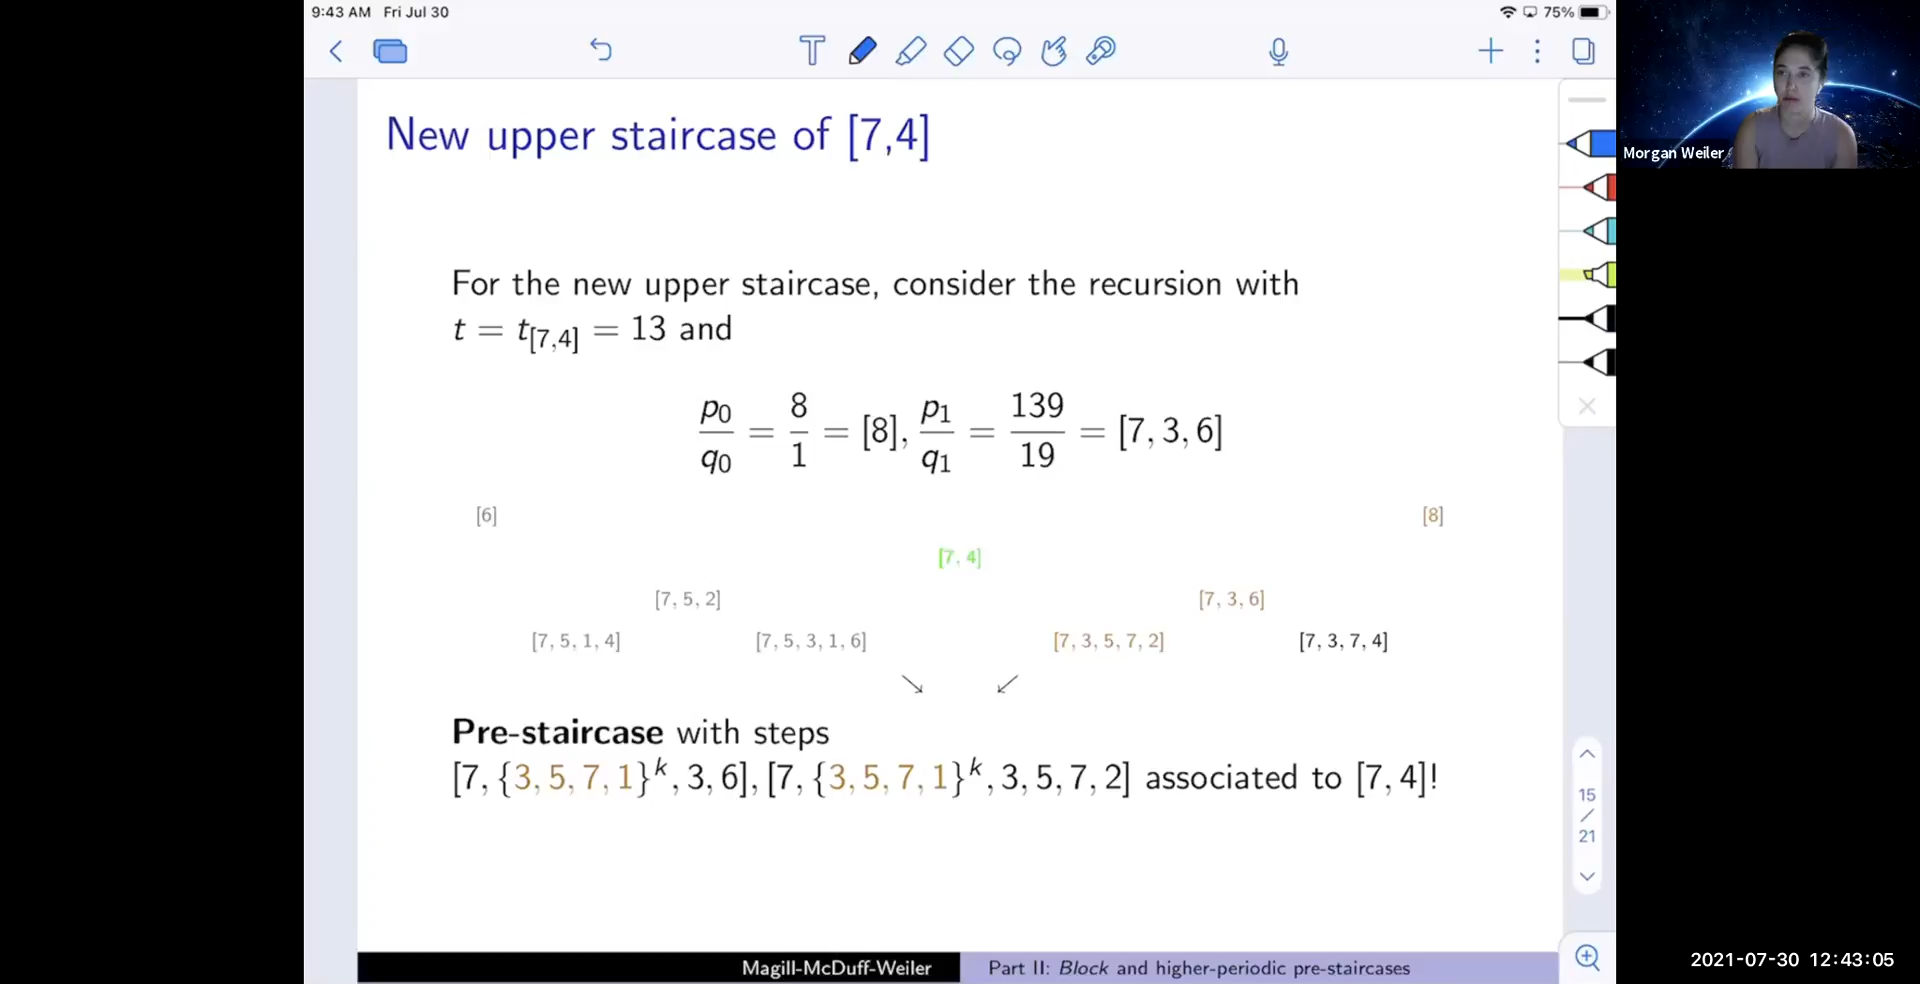 9:43 AM Fri Jul 30
75%
Morgan Weiler
New upper staircase of [7,4]
For the new upper staircase, consider the recursion with
t = t_{[7,4]} = 13 and
p_0/q_0 = 8/1 = [8], p_1/q_1 = 139/19 = [7, 3, 6]
[6] [8]
[7, 4]
[7, 5, 2] [7, 3, 6]
[7, 5, 1, 4] [7, 5, 3, 1, 6] [7, 3, 5, 7, 2] [7, 3, 7, 4]
↘ ↙
Pre-staircase with steps
[7, {3, 5, 7, 1}^k, 3, 6], [7, {3, 5, 7, 1}^k, 3, 5, 7, 2] associated to [7, 4]!
15
/
21
Magill-McDuff-Weiler Part II: Block and higher-periodic pre-staircases
2021-07-30 12:43:05